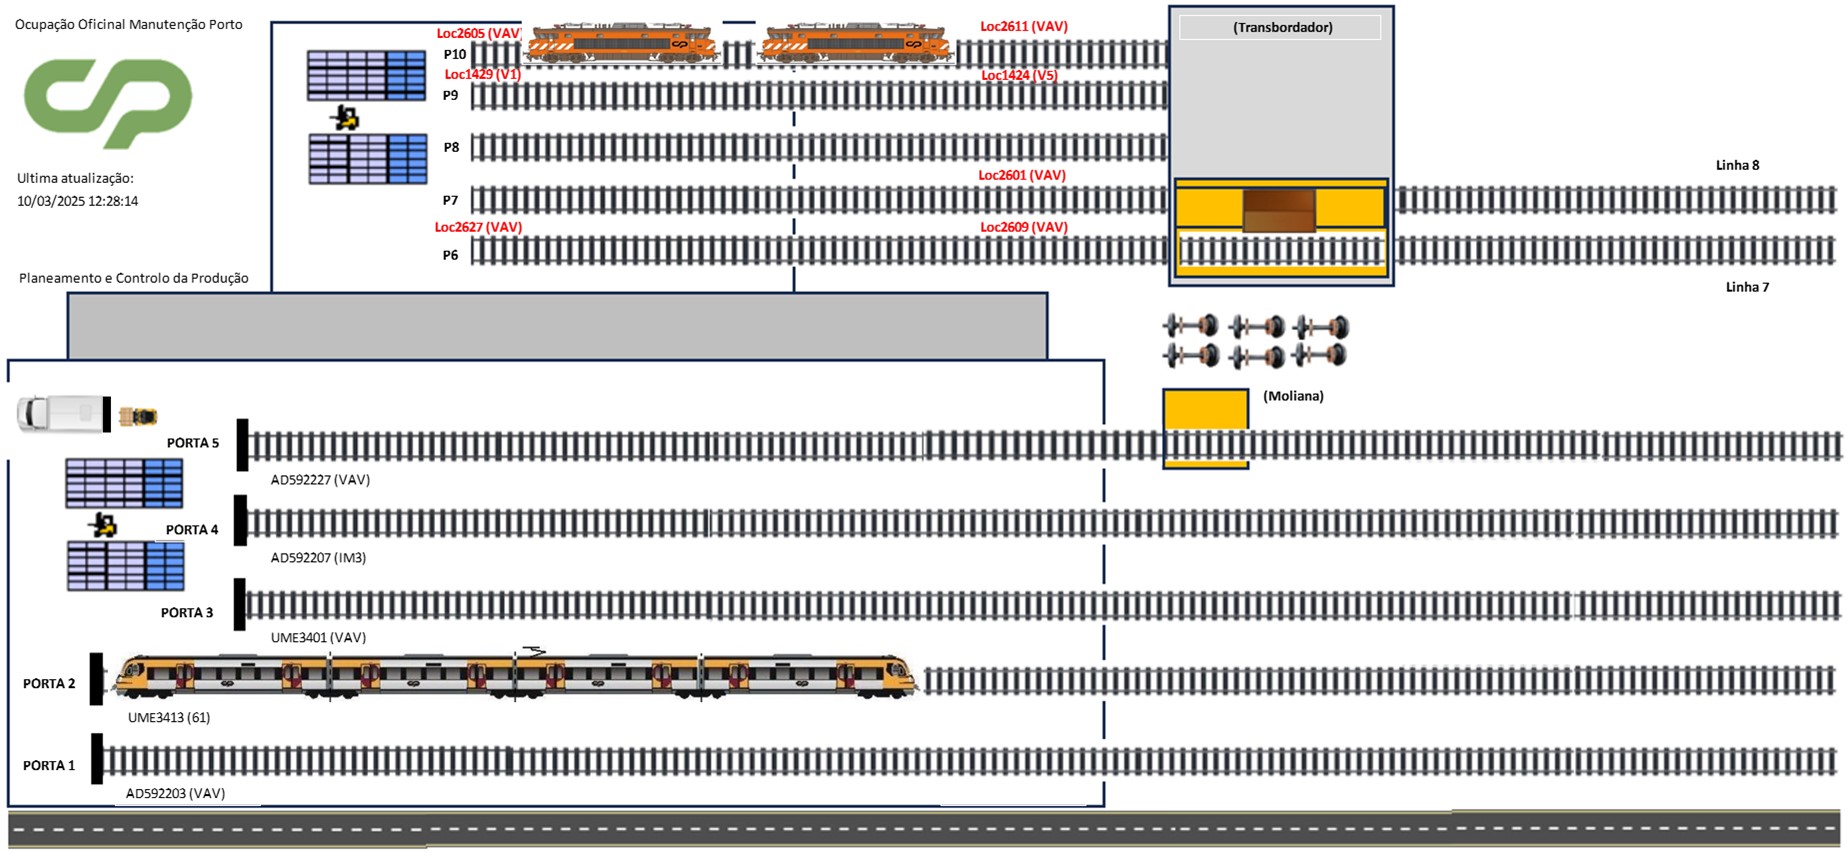 Ocupação Oficinal Manutenção Porto
cp
Ultima atualização:
10/03/2025 12:28:14
Planeamento e Controlo da Produção
Loc2605 (VAV)
Loc2611 (VAV)
P10
Loc1429 (V1)
Loc1424 (V5)
P9
P8
Loc2601 (VAV)
P7
Loc2627 (VAV)
Loc2609 (VAV)
P6
(Transbordador)
Linha 8
Linha 7
(Moliana)
PORTA 5
AD592227 (VAV)
PORTA 4
AD592207 (IM3)
PORTA 3
UME3401 (VAV)
PORTA 2
UME3413 (61)
PORTA 1
AD592203 (VAV)